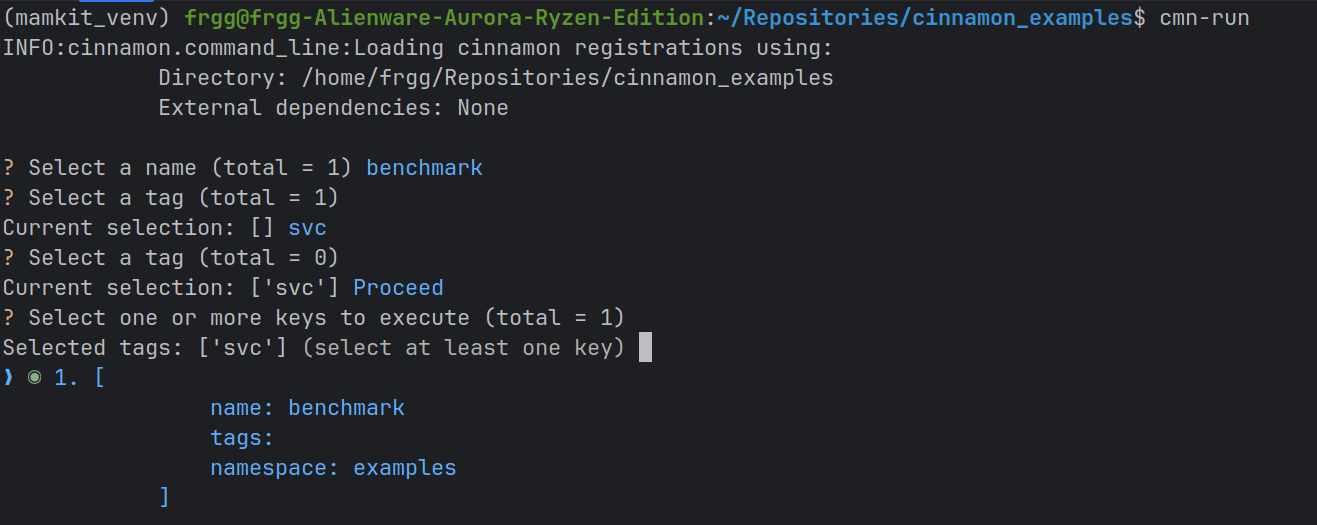 (mamkit_venv) frgg@frgg-Alienware-Aurora-Ryzen-Edition:~/Repositories/cinnamon_examples$ cmn-run
INFO:cinnamon.command_line:Loading cinnamon registrations using:
Directory: /home/frgg/Repositories/cinnamon_examples
External dependencies: None
? Select a name (total = 1) benchmark
? Select a tag (total = 1)
Current selection: [] svc
? Select a tag (total = 0)
Current selection: ['svc'] Proceed
? Select one or more keys to execute (total = 1)
Selected tags: ['svc'] (select at least one key)
❯ ◉ 1. [
name: benchmark
tags:
namespace: examples
]